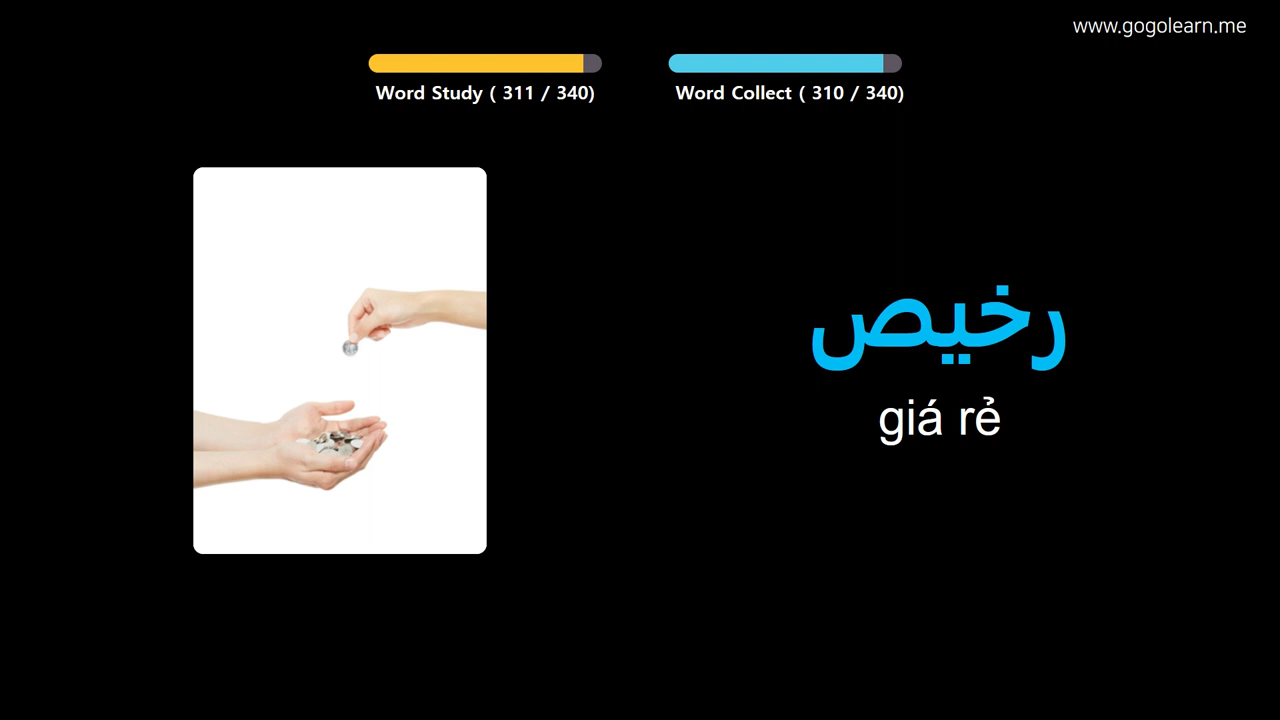 www.gogolearn.me
Word Study ( 311 / 340)
Word Collect ( 310 / 340)
رخيص
giá rẻ